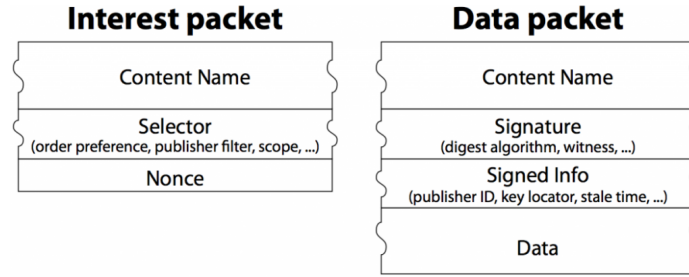 Interest packet
Content Name
Selector
(order preference, publisher filter, scope, ...)
Nonce
Data packet
Content Name
Signature
(digest algorithm, witness, ...)
Signed Info
(publisher ID, key locator, stale time, ...)
Data